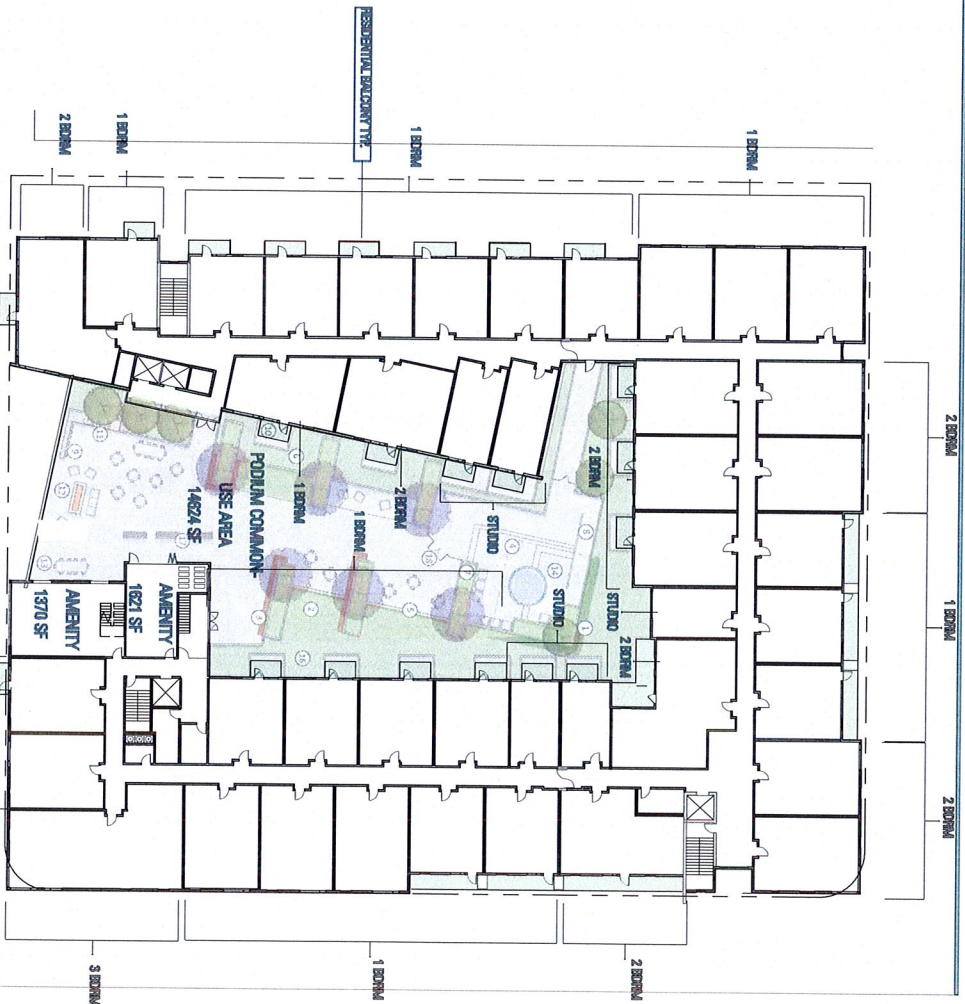 RESIDENTIAL BALCONY TYP.
2 BDRM
1 BDRM
1 BDRM
1 BDRM
2 BDRM
1 BDRM
2 BDRM
PODIUM COMMON-
USE AREA
14624 SF
1 BDRM
2 BDRM
1 BDRM
STUDIO
2 BDRM
STUDIO
STUDIO
2 BDRM
AMENITY
1621 SF
AMENITY
1370 SF
3 BDRM
1 BDRM
2 BDRM